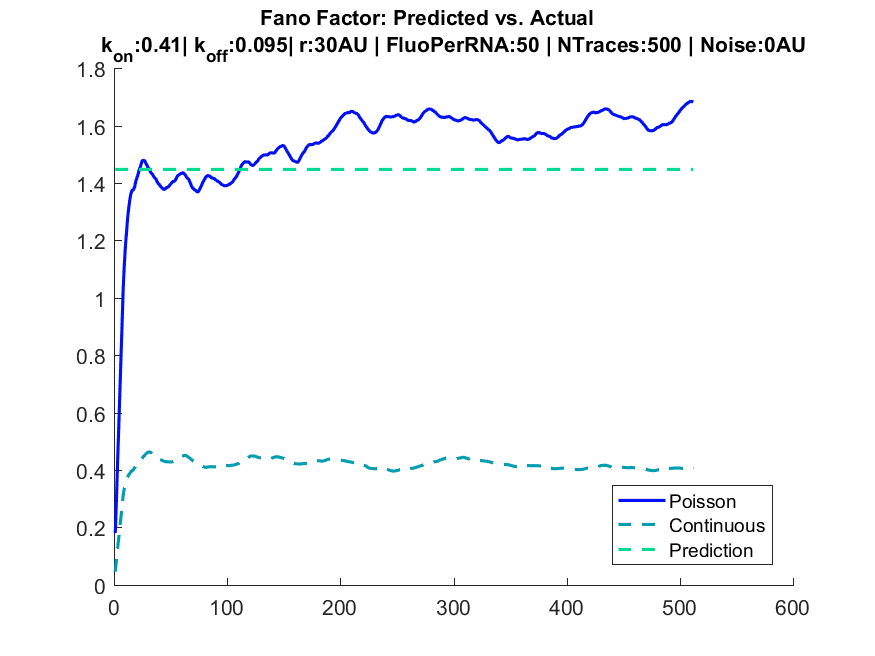 Fano Factor: Predicted vs. Actual
kon:0.41| koff:0.095| r:30AU | FluoPerRNA:50 | NTraces:500 | Noise:0AU
1.8
1.6
1.4
1.2
1
0.8
0.6
0.4
0.2
0
0 100 200 300 400 500 600
Poisson
Continuous
Prediction